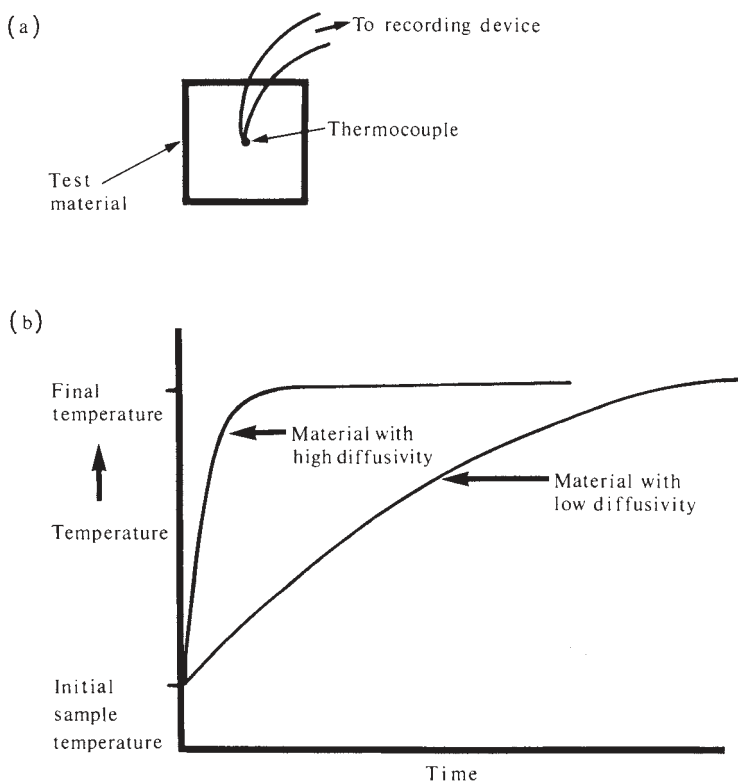 (a)
To recording device
Thermocouple
Test
material
(b)
Final
temperature
Material with
high diffusivity
Material with
low diffusivity
Temperature
Initial
sample
temperature
Time